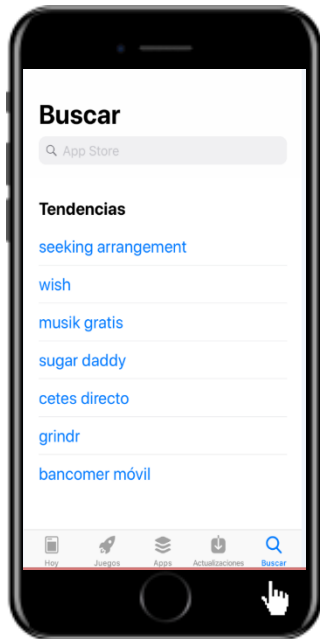 Buscar
App Store
Tendencias
seeking arrangement
wish
musik gratis
sugar daddy
cetes directo
grindr
bancomer móvil
Hoy Juegos Apps Actualizaciones Buscar